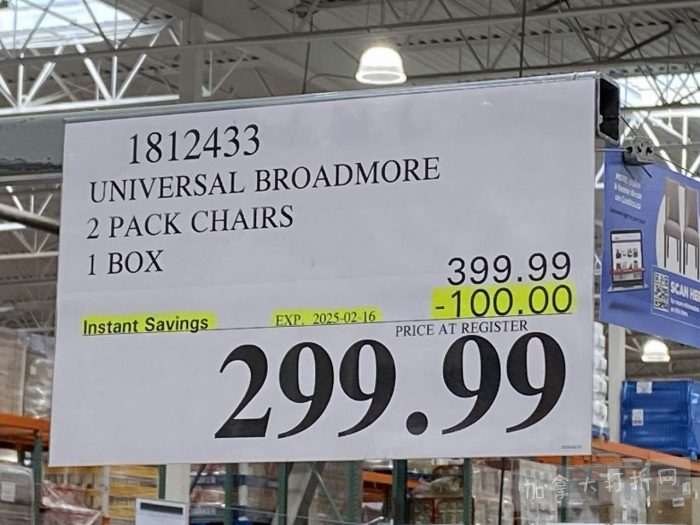 1812433
UNIVERSAL BROADMORE
2 PACK CHAIRS
1 BOX
399.99
Instant Savings EXP. 2025-02-16 -100.00
PRICE AT REGISTER
299.99
SCAN HE
加拿大打折网